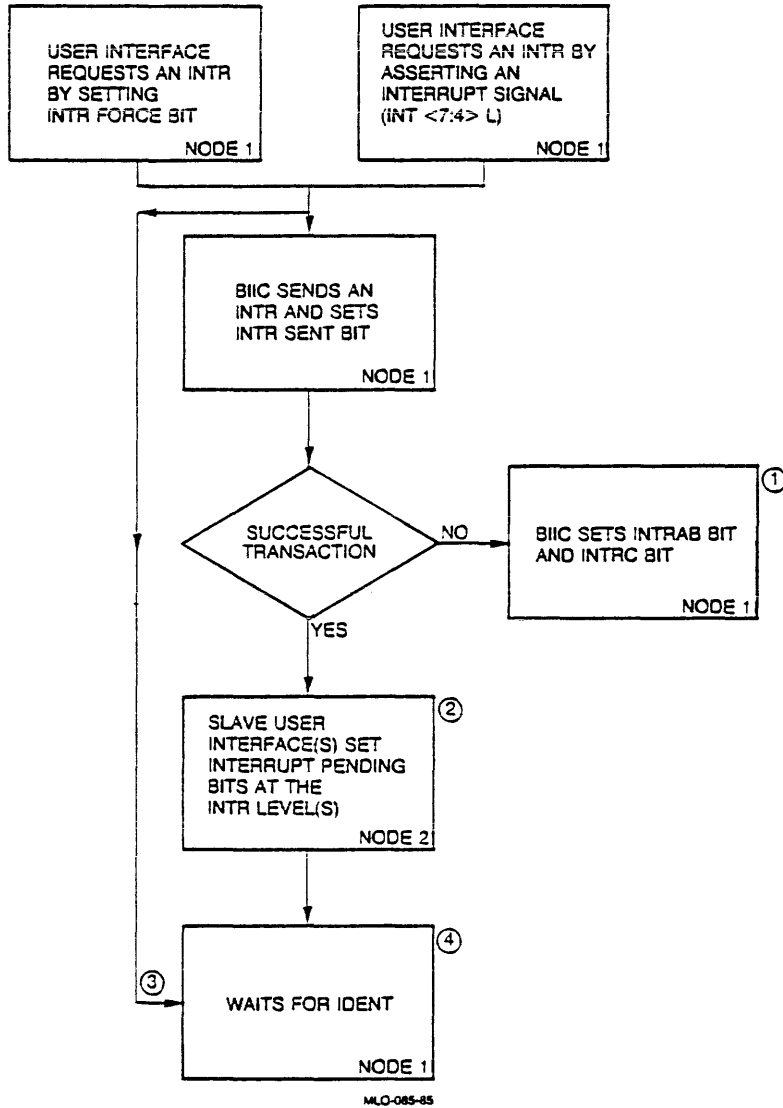 USER INTERFACE
REQUESTS AN INTR
BY SETTING
INTR FORCE BIT
NODE 1
USER INTERFACE
REQUESTS AN INTR BY
ASSERTING AN
INTERRUPT SIGNAL
(INT <7:4> L)
NODE 1
BIIC SENDS AN
INTR AND SETS
INTR SENT BIT
NODE 1
SUCCESSFUL
TRANSACTION
NO
1
BIIC SETS INTRAB BIT
AND INTRC BIT
NODE 1
YES
2
SLAVE USER
INTERFACE(S) SET
INTERRUPT PENDING
BITS AT THE
INTR LEVEL(S)
NODE 2
3
4
WAITS FOR IDENT
NODE 1
MLO-085-85